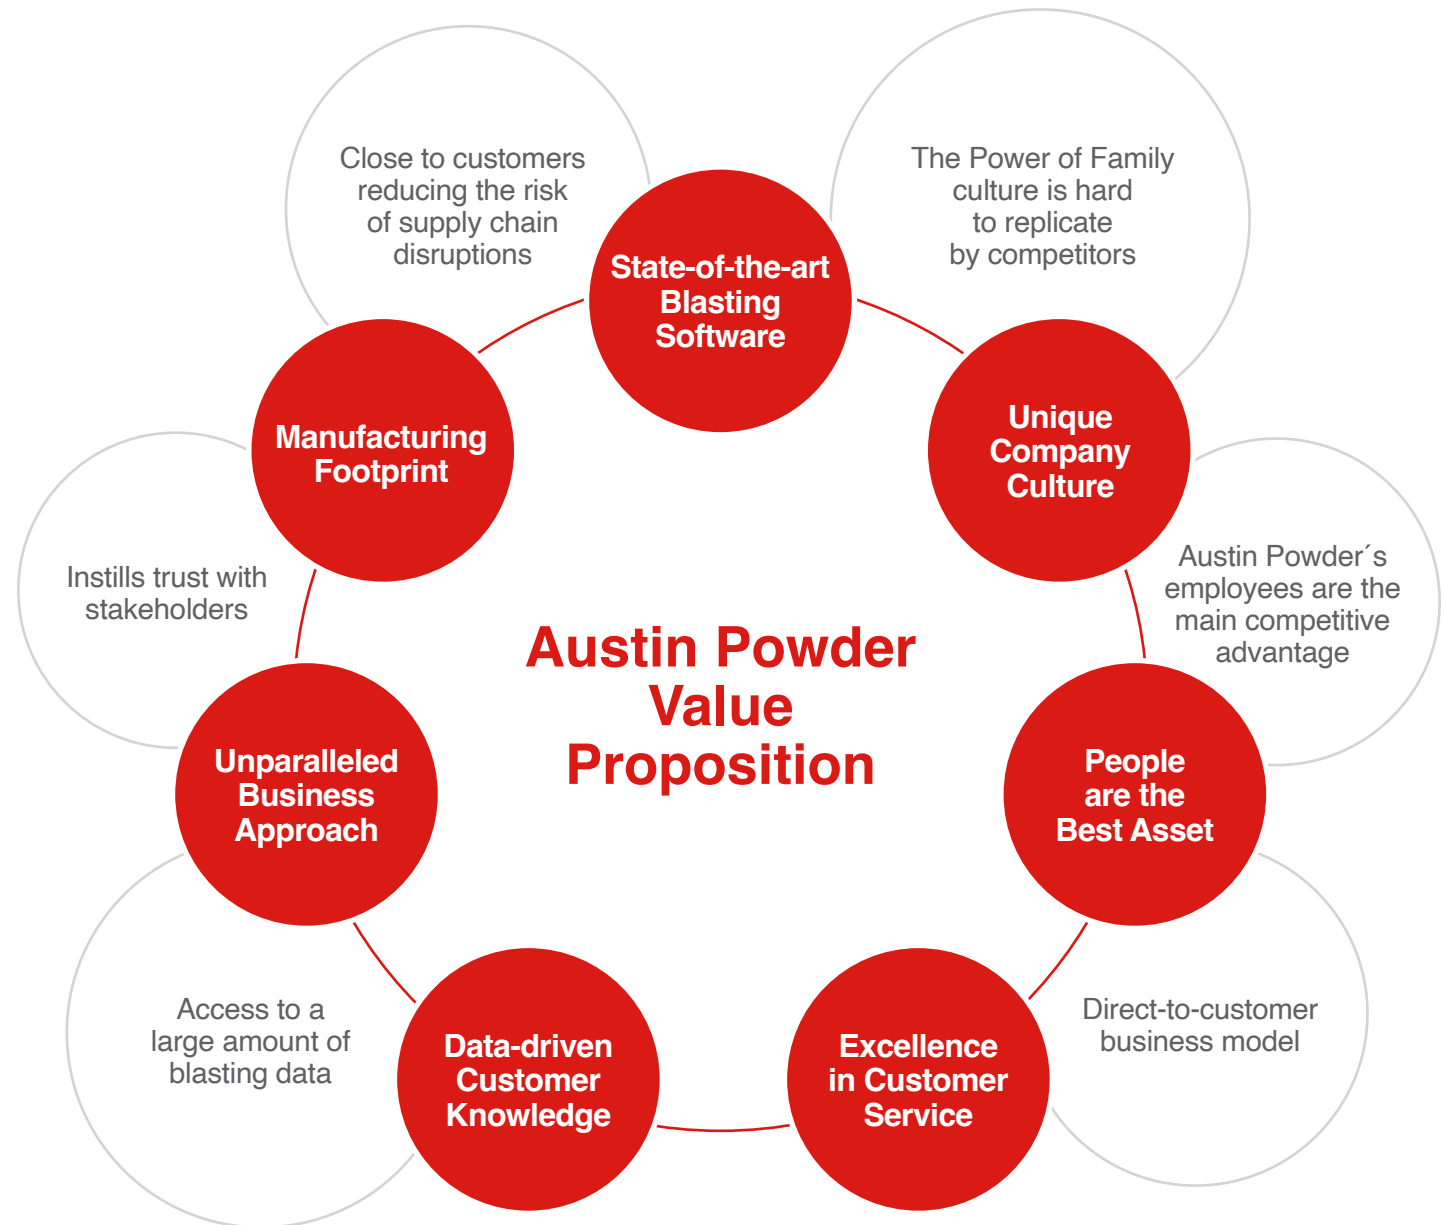 Close to customers
reducing the risk
of supply chain
disruptions
The Power of Family
culture is hard
to replicate
by competitors
State-of-the-art
Blasting
Software
Manufacturing
Footprint
Unique
Company
Culture
Instills trust with
stakeholders
Austin Powder´s
employees are the
main competitive
advantage
Austin Powder
Value
Proposition
Unparalleled
Business
Approach
People
are the
Best Asset
Access to a
large amount of
blasting data
Direct-to-customer
business model
Data-driven
Customer
Knowledge
Excellence
in Customer
Service